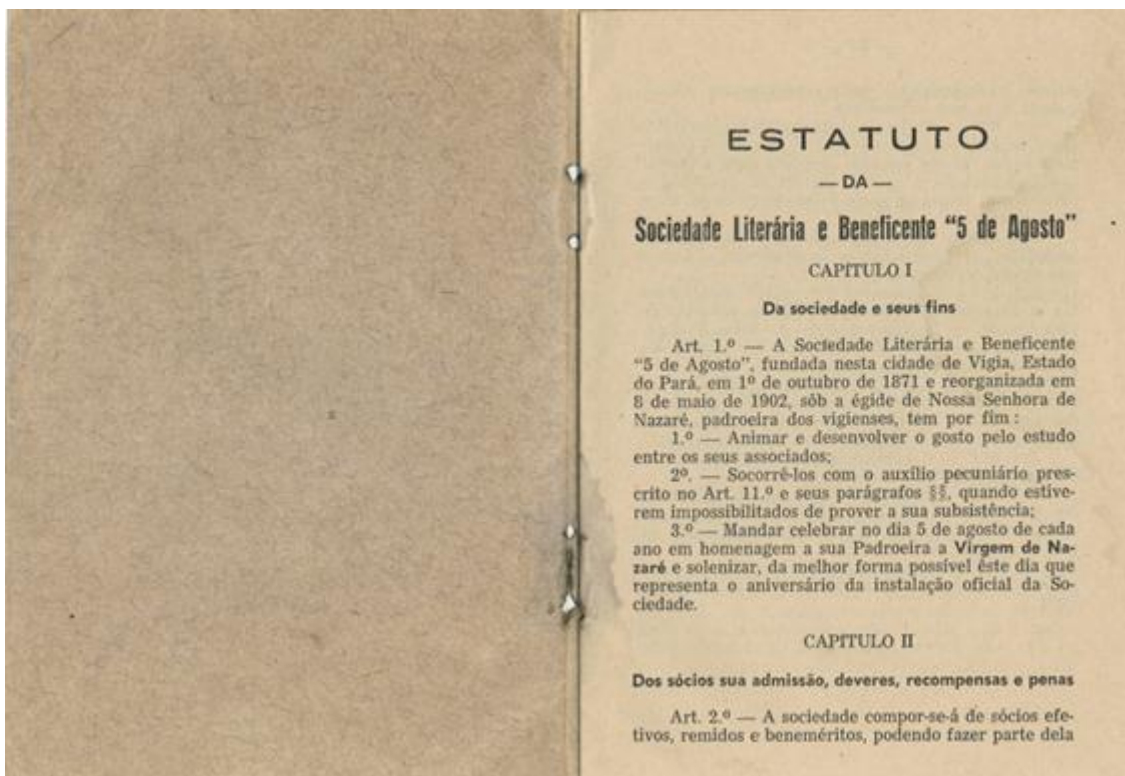 ESTATUTO
— DA —
Sociedade Literária e Beneficente “5 de Agosto”
CAPITULO I
Da sociedade e seus fins
Art. 1.º — A Sociedade Literária e Beneficente
“5 de Agosto”, fundada nesta cidade de Vigia, Estado
do Pará, em 1º de outubro de 1871 e reorganizada em
8 de maio de 1902, sôb a égide de Nossa Senhora de
Nazaré, padroeira dos vigienses, tem por fim :
1.º — Animar e desenvolver o gosto pelo estudo
entre os seus associados;
2º. — Socorrê-los com o auxílio pecuniário pres-
crito no Art. 11.º e seus parágrafos §§, quando estive-
rem impossibilitados de prover a sua subsistência;
3.º — Mandar celebrar no dia 5 de agosto de cada
ano em homenagem a sua Padroeira a Virgem de Na-
zaré e solenizar, da melhor forma possível êste dia que
representa o aniversário da instalação oficial da So-
ciedade.
CAPITULO II
Dos sócios sua admissão, deveres, recompensas e penas
Art. 2.º — A sociedade compor-se-á de sócios efe-
tivos, remidos e beneméritos, podendo fazer parte dela